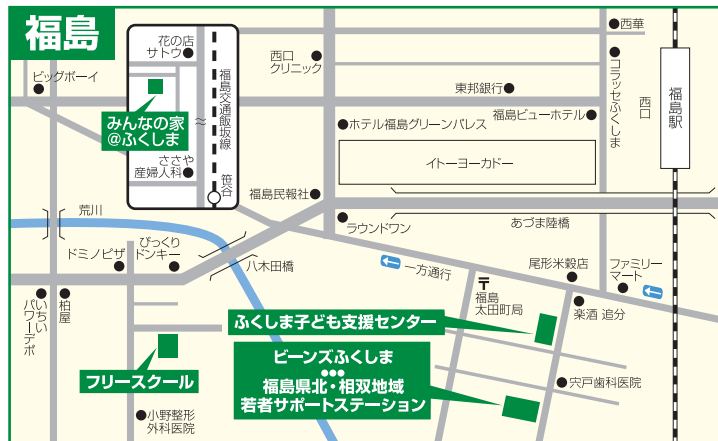 福島
花の店
サトウ
ビッグボーイ
みんなの家
@ふくしま
ささや
産婦人科
福島交通飯坂線
笹谷
西口
クリニック
西華
コラッセふくしま
西口
福島駅
東邦銀行
福島ビューホテル
ホテル福島グリーンパレス
イトーヨーカドー
福島民報社
ラウンドワン
あづま陸橋
荒川
ドミノピザ
びっくり
ドンキー
八木田橋
一方通行
尾形米穀店
ファミリー
マート
〒
福島
太田町局
楽酒 追分
いちい
パワーデポ
柏屋
ふくしま子ども支援センター
フリースクール
ビーンズふくしま
●●●
福島県北・相双地域
若者サポートステーション
宍戸歯科医院
小野整形
外科医院